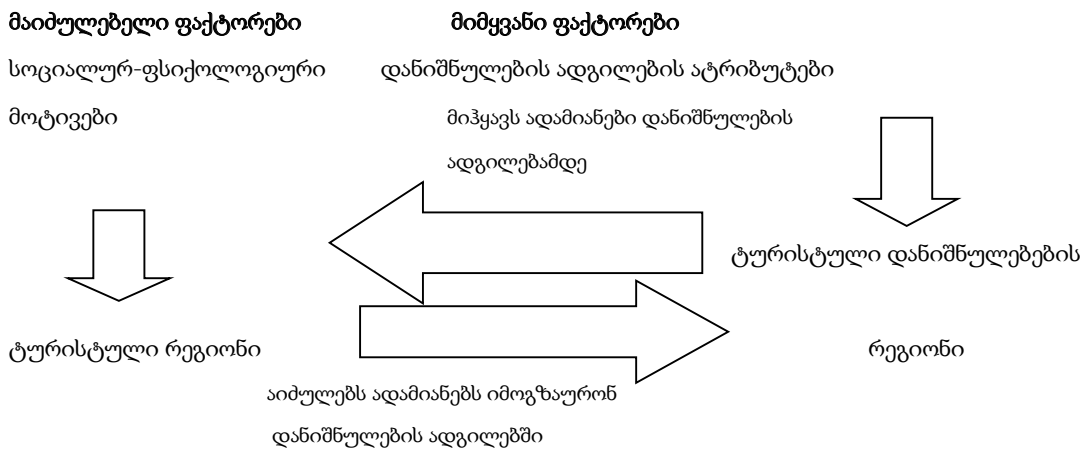 მაიძულებელი ფაქტორები
მიმყვანი ფაქტორები
სოციალურ-ფსიქოლოგიური
დანიშნულების ადგილების ატრიბუტები
მოტივები
მიჰყავს ადამიანები დანიშნულების
ადგილებამდე
ტურისტული დანიშნულებების
ტურისტული რეგიონი
რეგიონი
აიძულებს ადამიანებს იმოგზაურონ
დანიშნულების ადგილებში